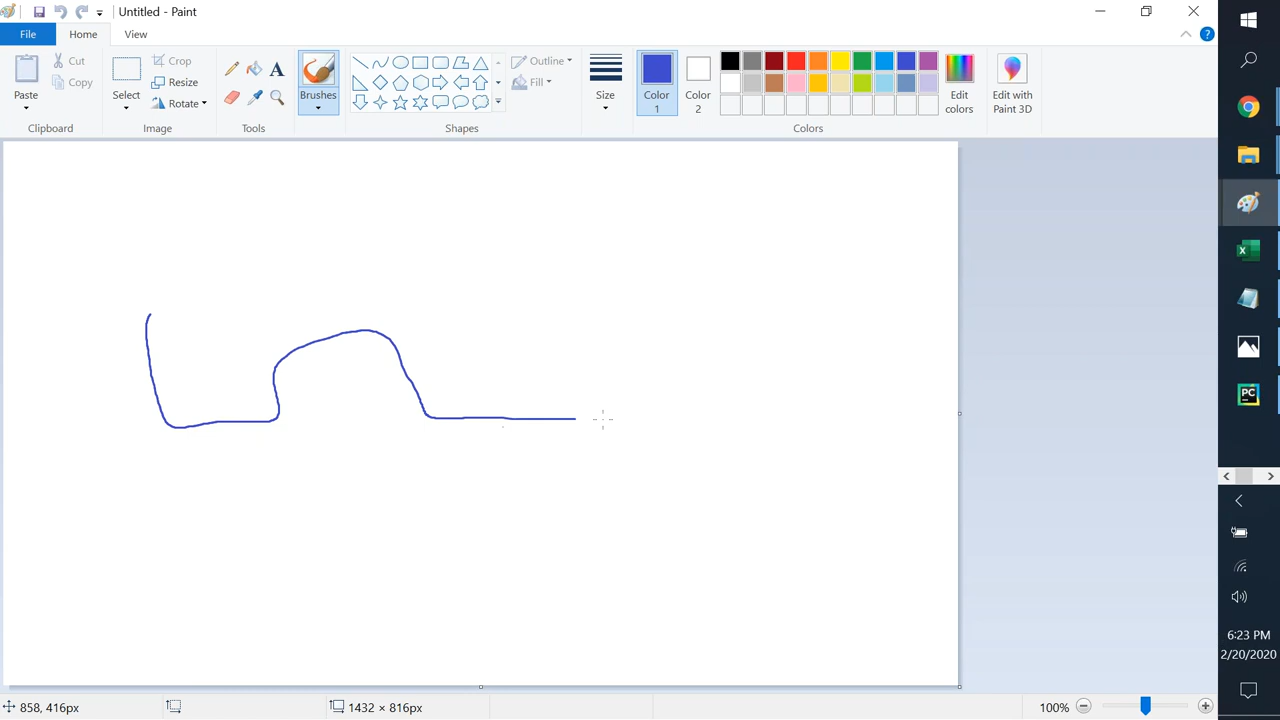 Untitled - Paint
File
Home
View
Paste
Cut
Copy
Clipboard
Select
Crop
Resize
Rotate
Image
Tools
Brushes
Outline
Fill
Shapes
Size
Color
1
Color
2
Edit
colors
Colors
Edit with
Paint 3D
858, 416px
1432 × 816px
100%
PC
6:23 PM
2/20/2020